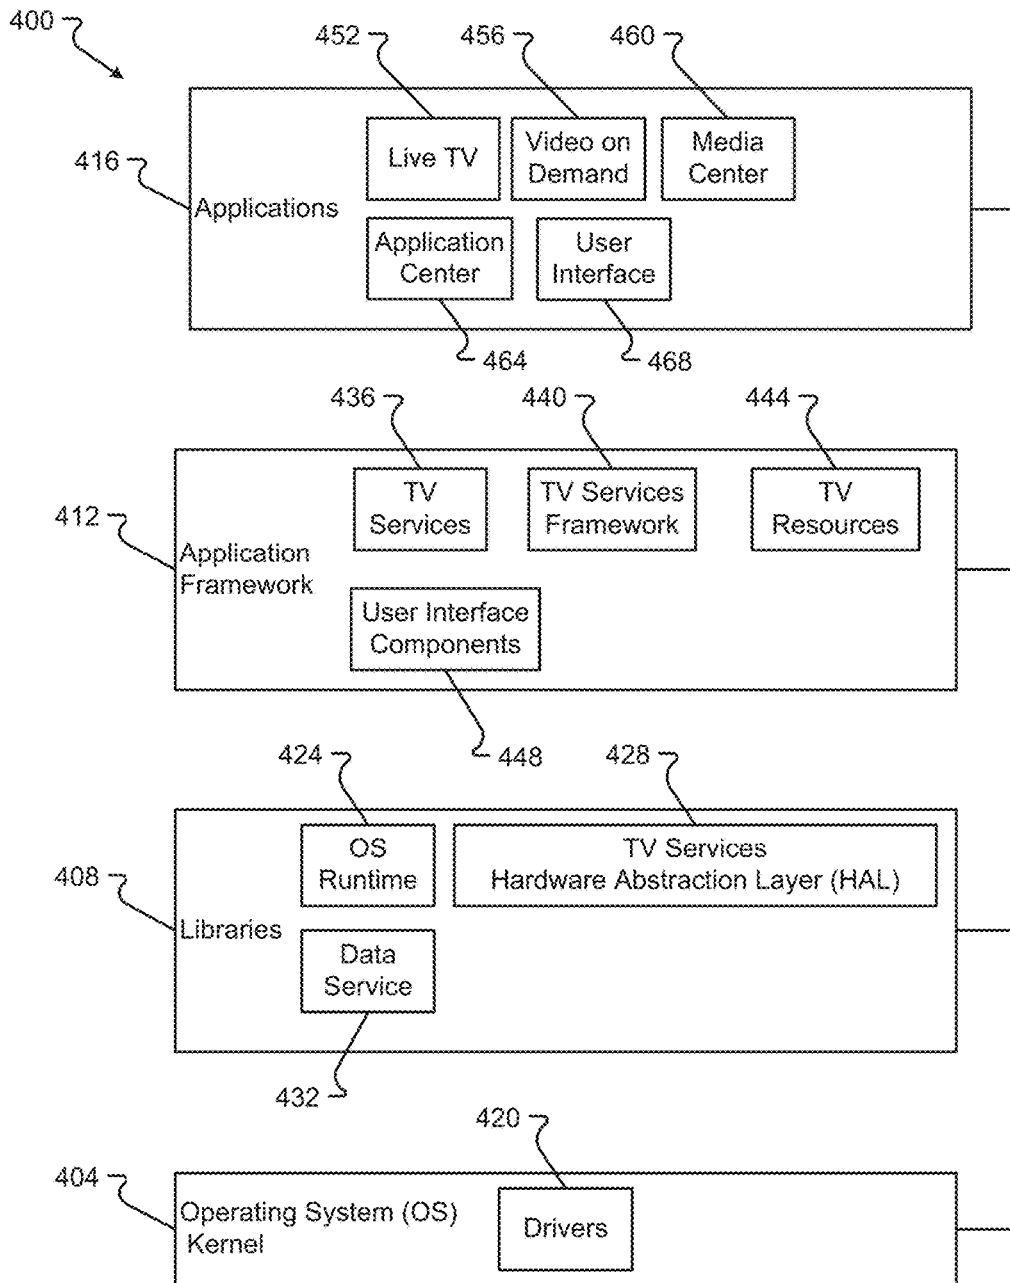 400
452
456
460
416
Applications
Live TV
Video on
Demand
Media
Center
Application
Center
User
Interface
464
468
436
440
444
412
Application
Framework
TV
Services
TV Services
Framework
TV
Resources
User Interface
Components
448
424
428
408
Libraries
OS
Runtime
TV Services
Hardware Abstraction Layer (HAL)
Data
Service
432
420
404
Operating System (OS)
Kernel
Drivers